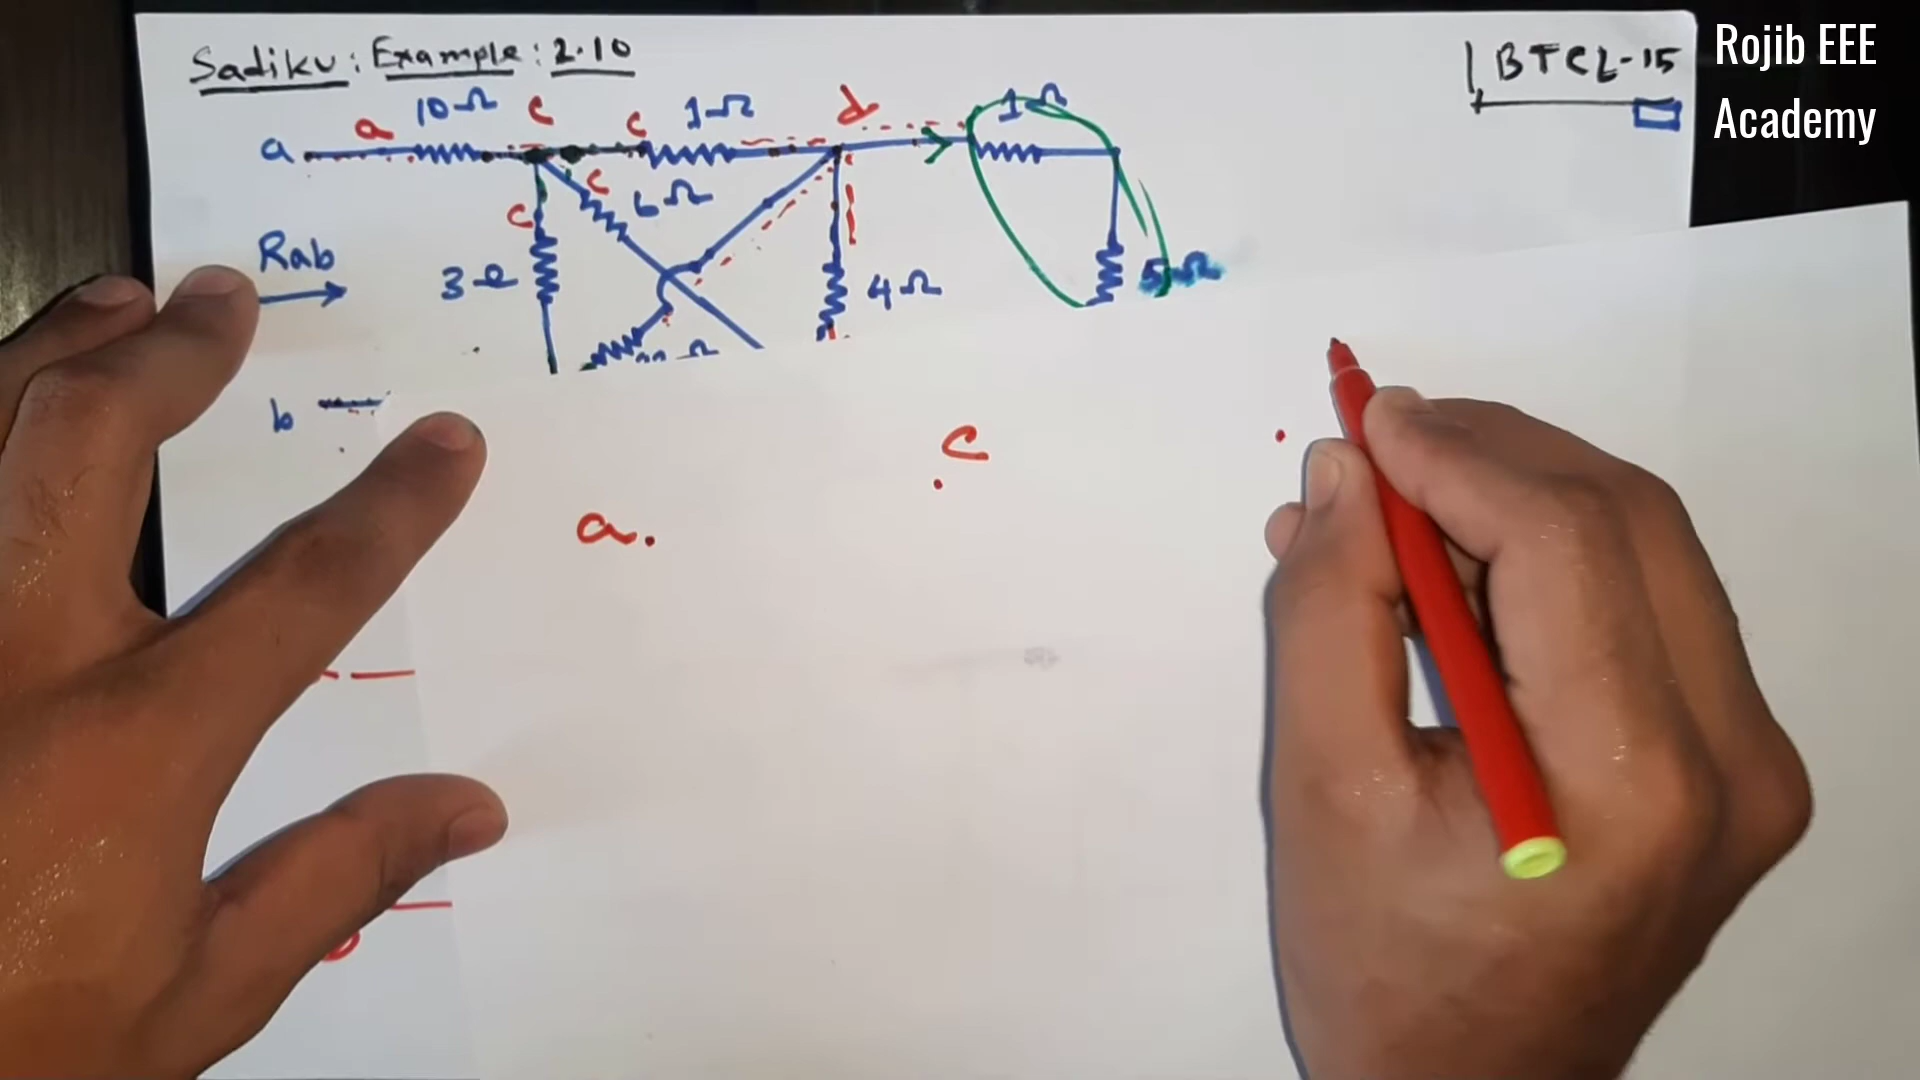 Sadiku: Example: 2.10
BTCL-15
Rojib EEE
Academy
10Ω c c 1Ω d 1Ω
a a
c 6Ω
c
Rab
3Ω 4Ω 5Ω
Ω
b
c
a.